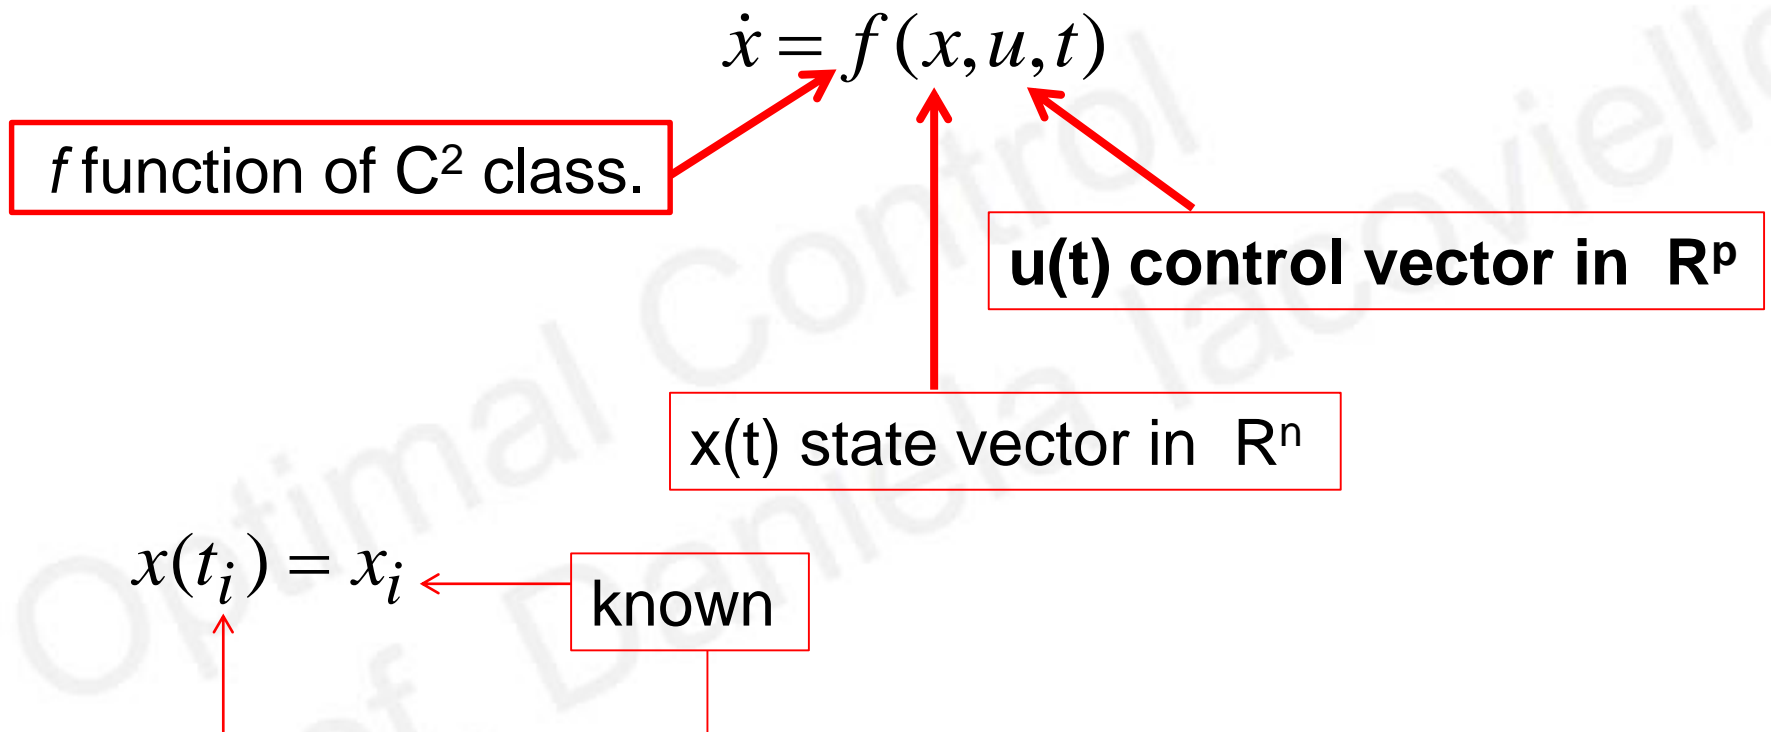 ẋ = f(x,u,t)
f function of C² class.
u(t) control vector in Rᵖ
x(t) state vector in Rⁿ
x(tᵢ) = xᵢ
known
Optimal Control
Daniela Iacoviello